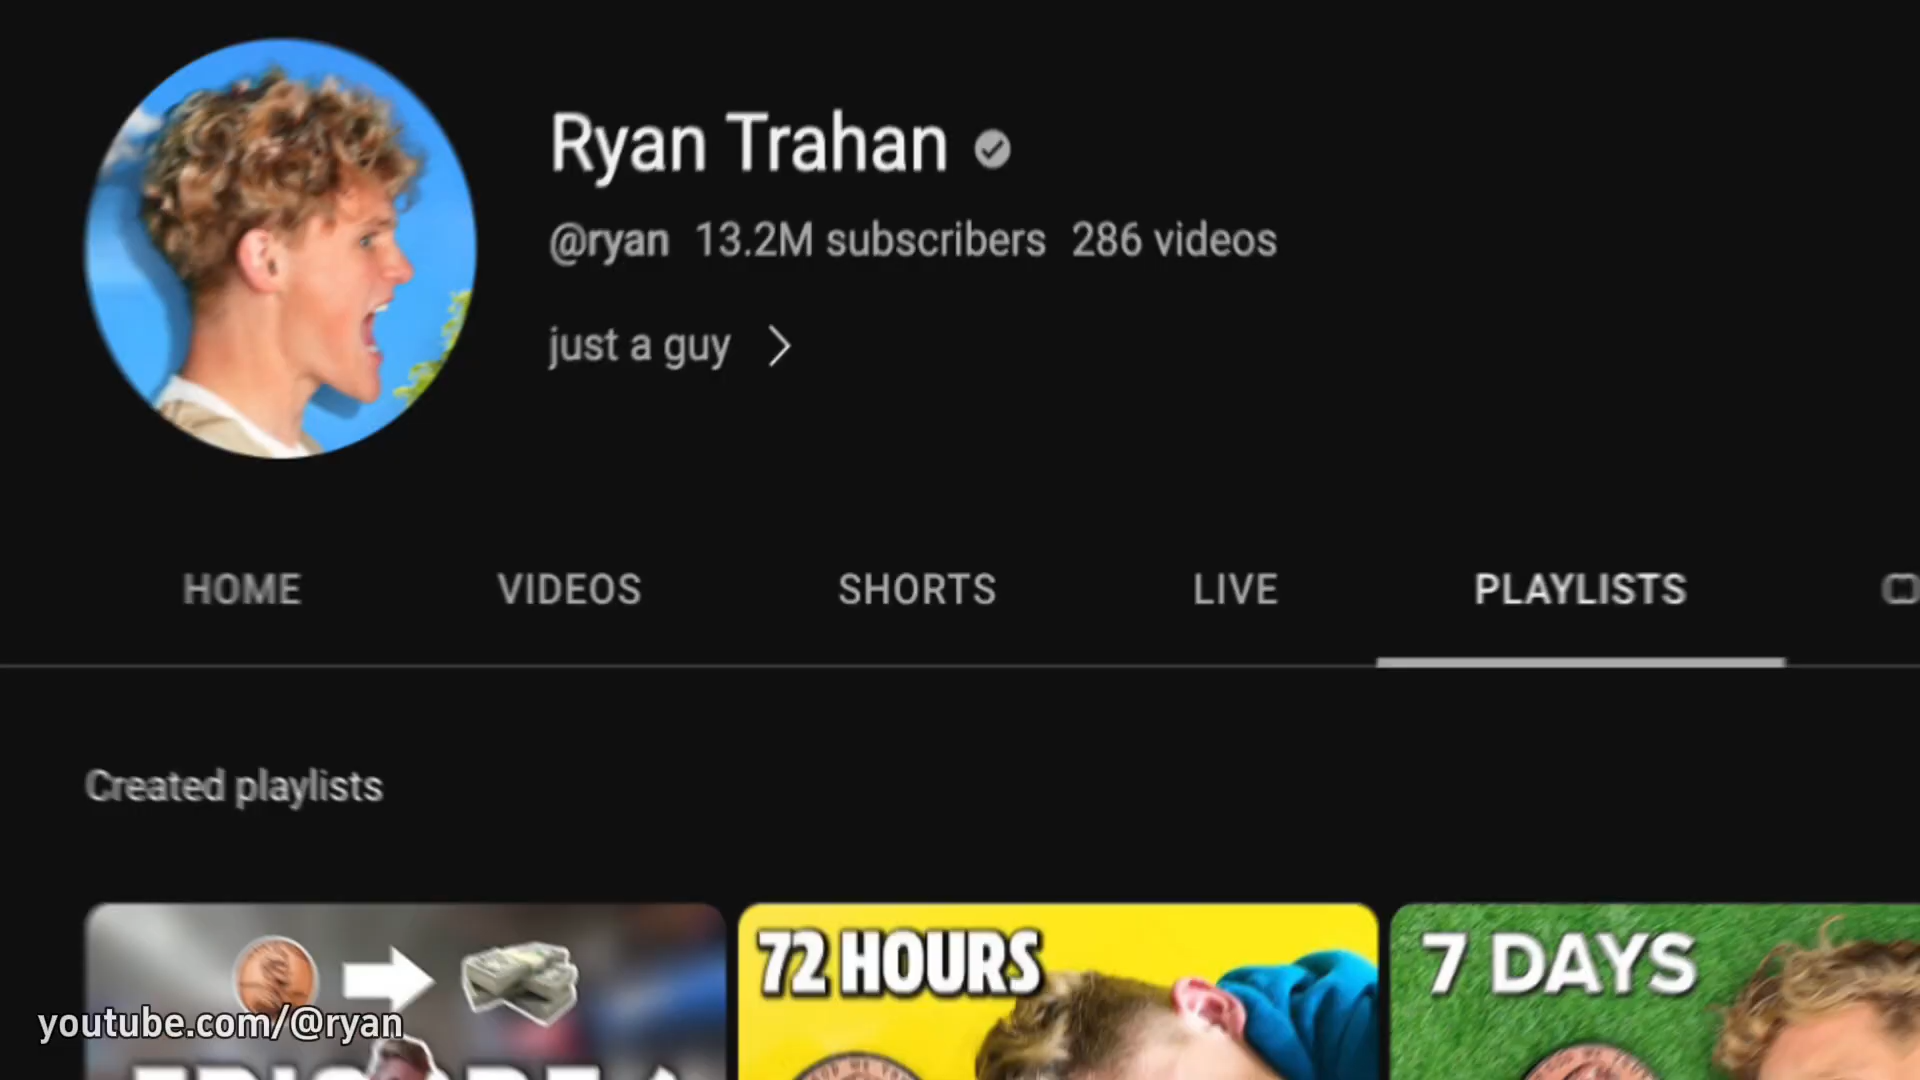 Ryan Trahan
@ryan 13.2M subscribers 286 videos
just a guy
HOME VIDEOS SHORTS LIVE PLAYLISTS
Created playlists
72 HOURS
7 DAYS
youtube.com/@ryan